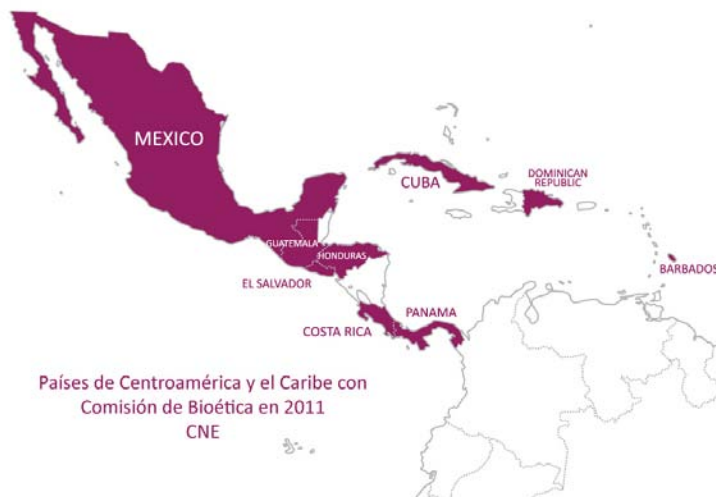 MEXICO
CUBA
DOMINICAN
REPUBLIC
GUATEMALA
HONDURAS
BARBADOS
EL SALVADOR
PANAMA
COSTA RICA
Países de Centroamérica y el Caribe con
Comisión de Bioética en 2011
CNE